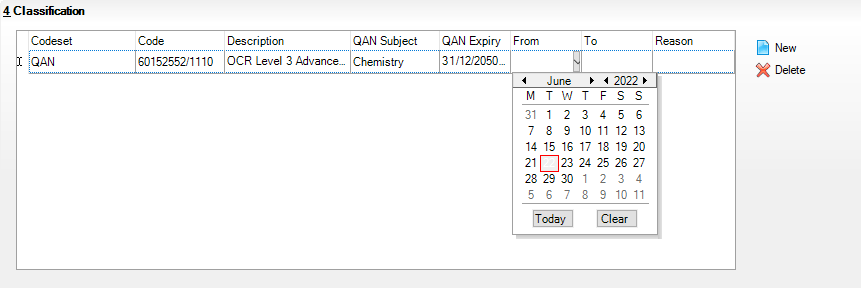 4 Classification
Codeset Code Description QAN Subject QAN Expiry From To Reason
QAN 60152552/1110 OCR Level 3 Advance... Chemistry 31/12/2050...
New
Delete
June 2022
M T W T F S S
31 1 2 3 4 5 6
7 8 9 10 11 12 13
14 15 16 17 18 19 20
21 23 24 25 26 27
28 29 30 1 2 3 4
5 6 7 8 9 10 11
Today Clear